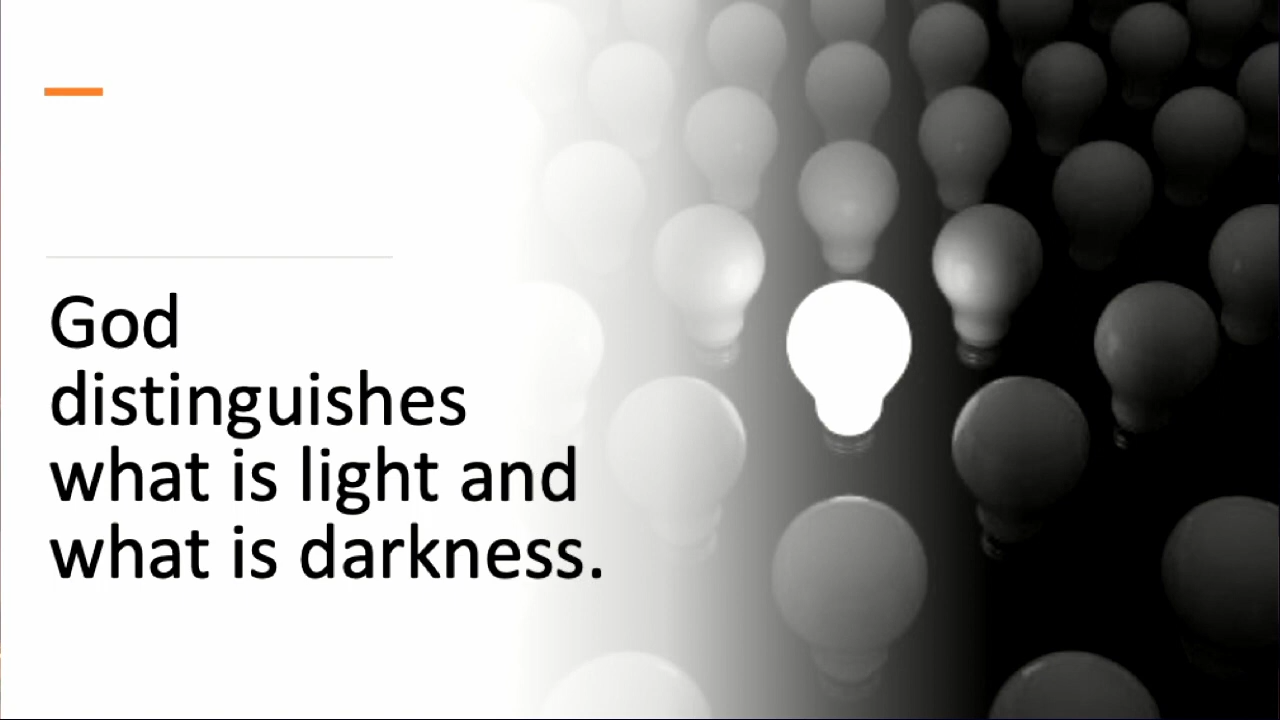 God
distinguishes
what is light and
what is darkness.